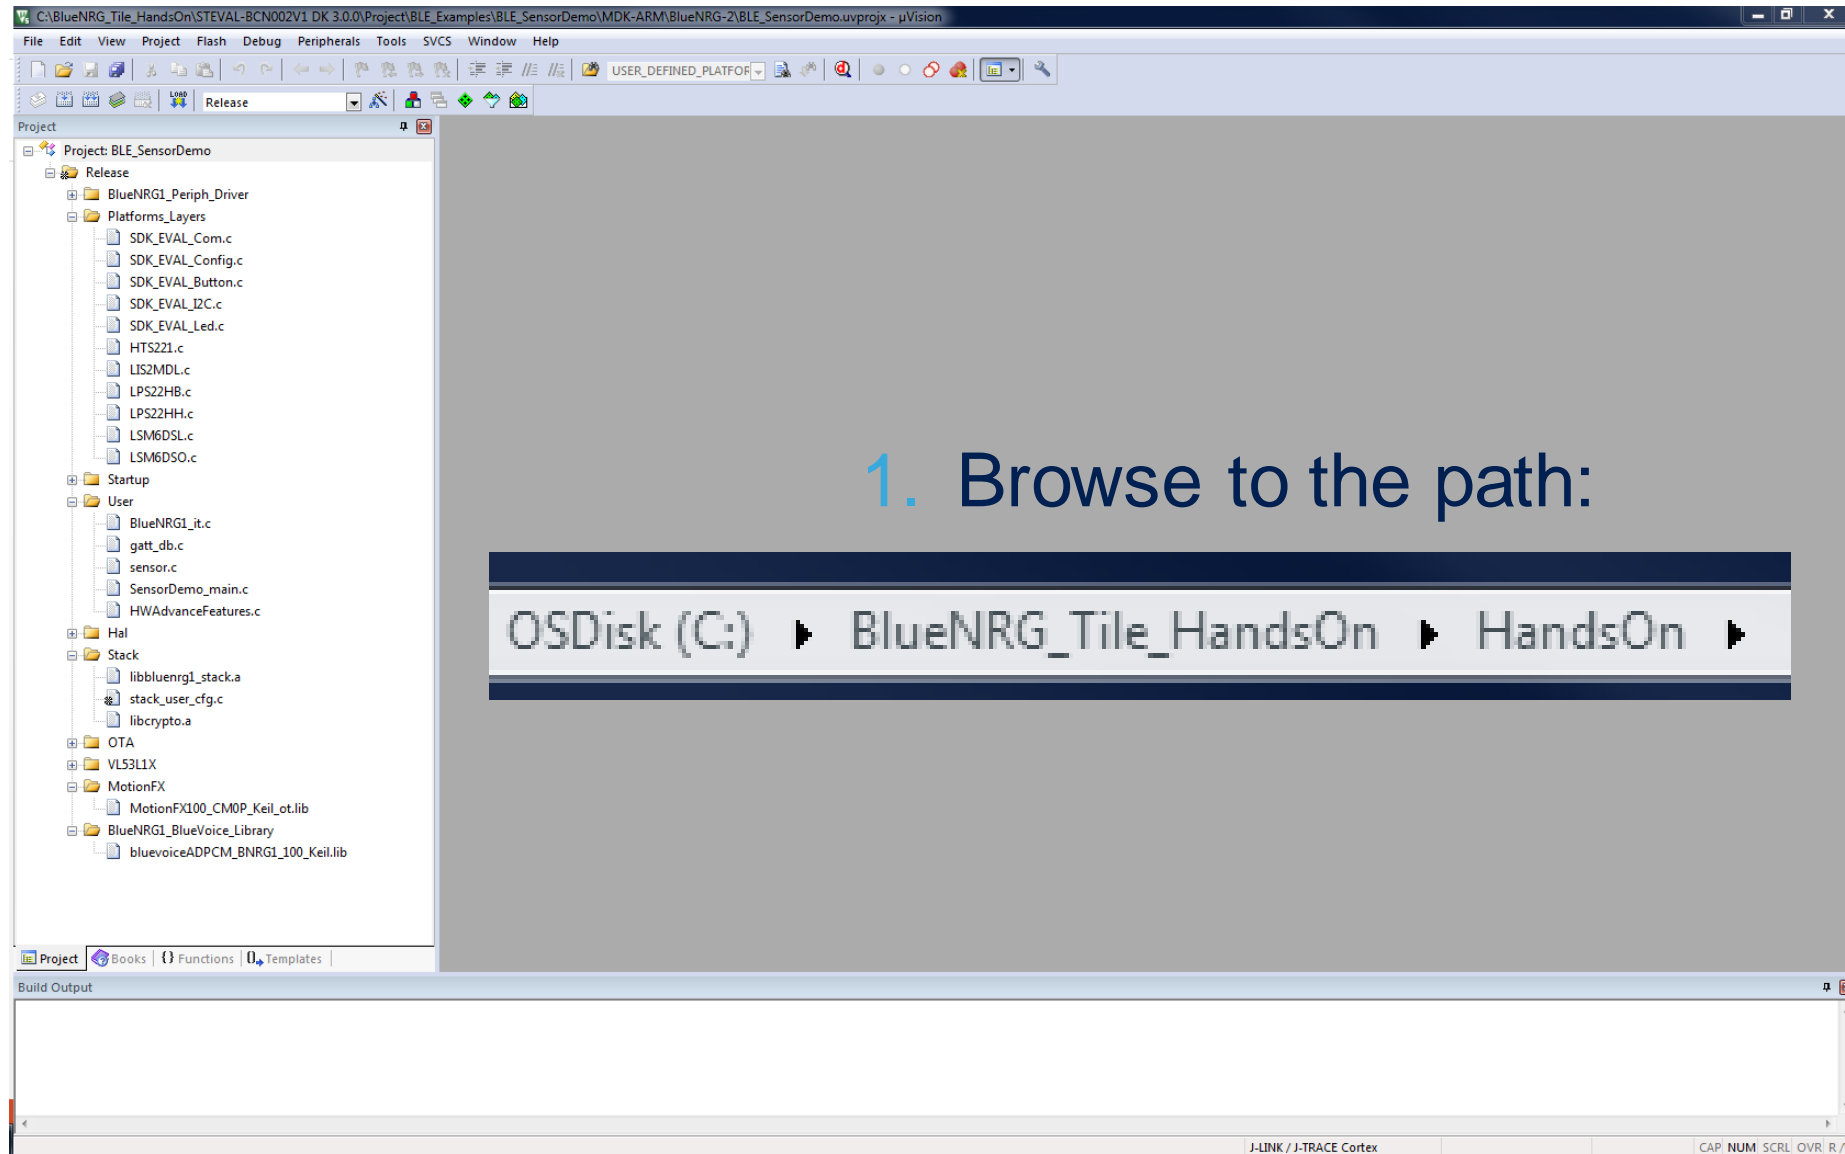 C:\BlueNRG_Tile_HandsOn\STEVAL-BCN002V1 DK 3.0.0\Project\BLE_Examples\BLE_SensorDemo\MDK-ARM\BlueNRG-2\BLE_SensorDemo.uvprojx - µVision
File Edit View Project Flash Debug Peripherals Tools SVCS Window Help
USER_DEFINED_PLATFOR
LOAD Release
Project
Project: BLE_SensorDemo
Release
BlueNRG1_Periph_Driver
Platforms_Layers
SDK_EVAL_Com.c
SDK_EVAL_Config.c
SDK_EVAL_Button.c
SDK_EVAL_I2C.c
SDK_EVAL_Led.c
HTS221.c
LIS2MDL.c
LPS22HB.c
LPS22HH.c
LSM6DSL.c
LSM6DSO.c
Startup
User
BlueNRG1_it.c
gatt_db.c
sensor.c
SensorDemo_main.c
HWAdvanceFeatures.c
Hal
Stack
libbluenrg1_stack.a
stack_user_cfg.c
libcrypto.a
OTA
VL53L1X
MotionFX
MotionFX100_CM0P_Keil_ot.lib
BlueNRG1_BlueVoice_Library
bluevoiceADPCM_BNRG1_100_Keil.lib
1. Browse to the path:
OSDisk (C:) BlueNRG_Tile_HandsOn HandsOn
Project Books {} Functions Templates
Build Output
J-LINK / J-TRACE Cortex CAP NUM SCRL OVR R